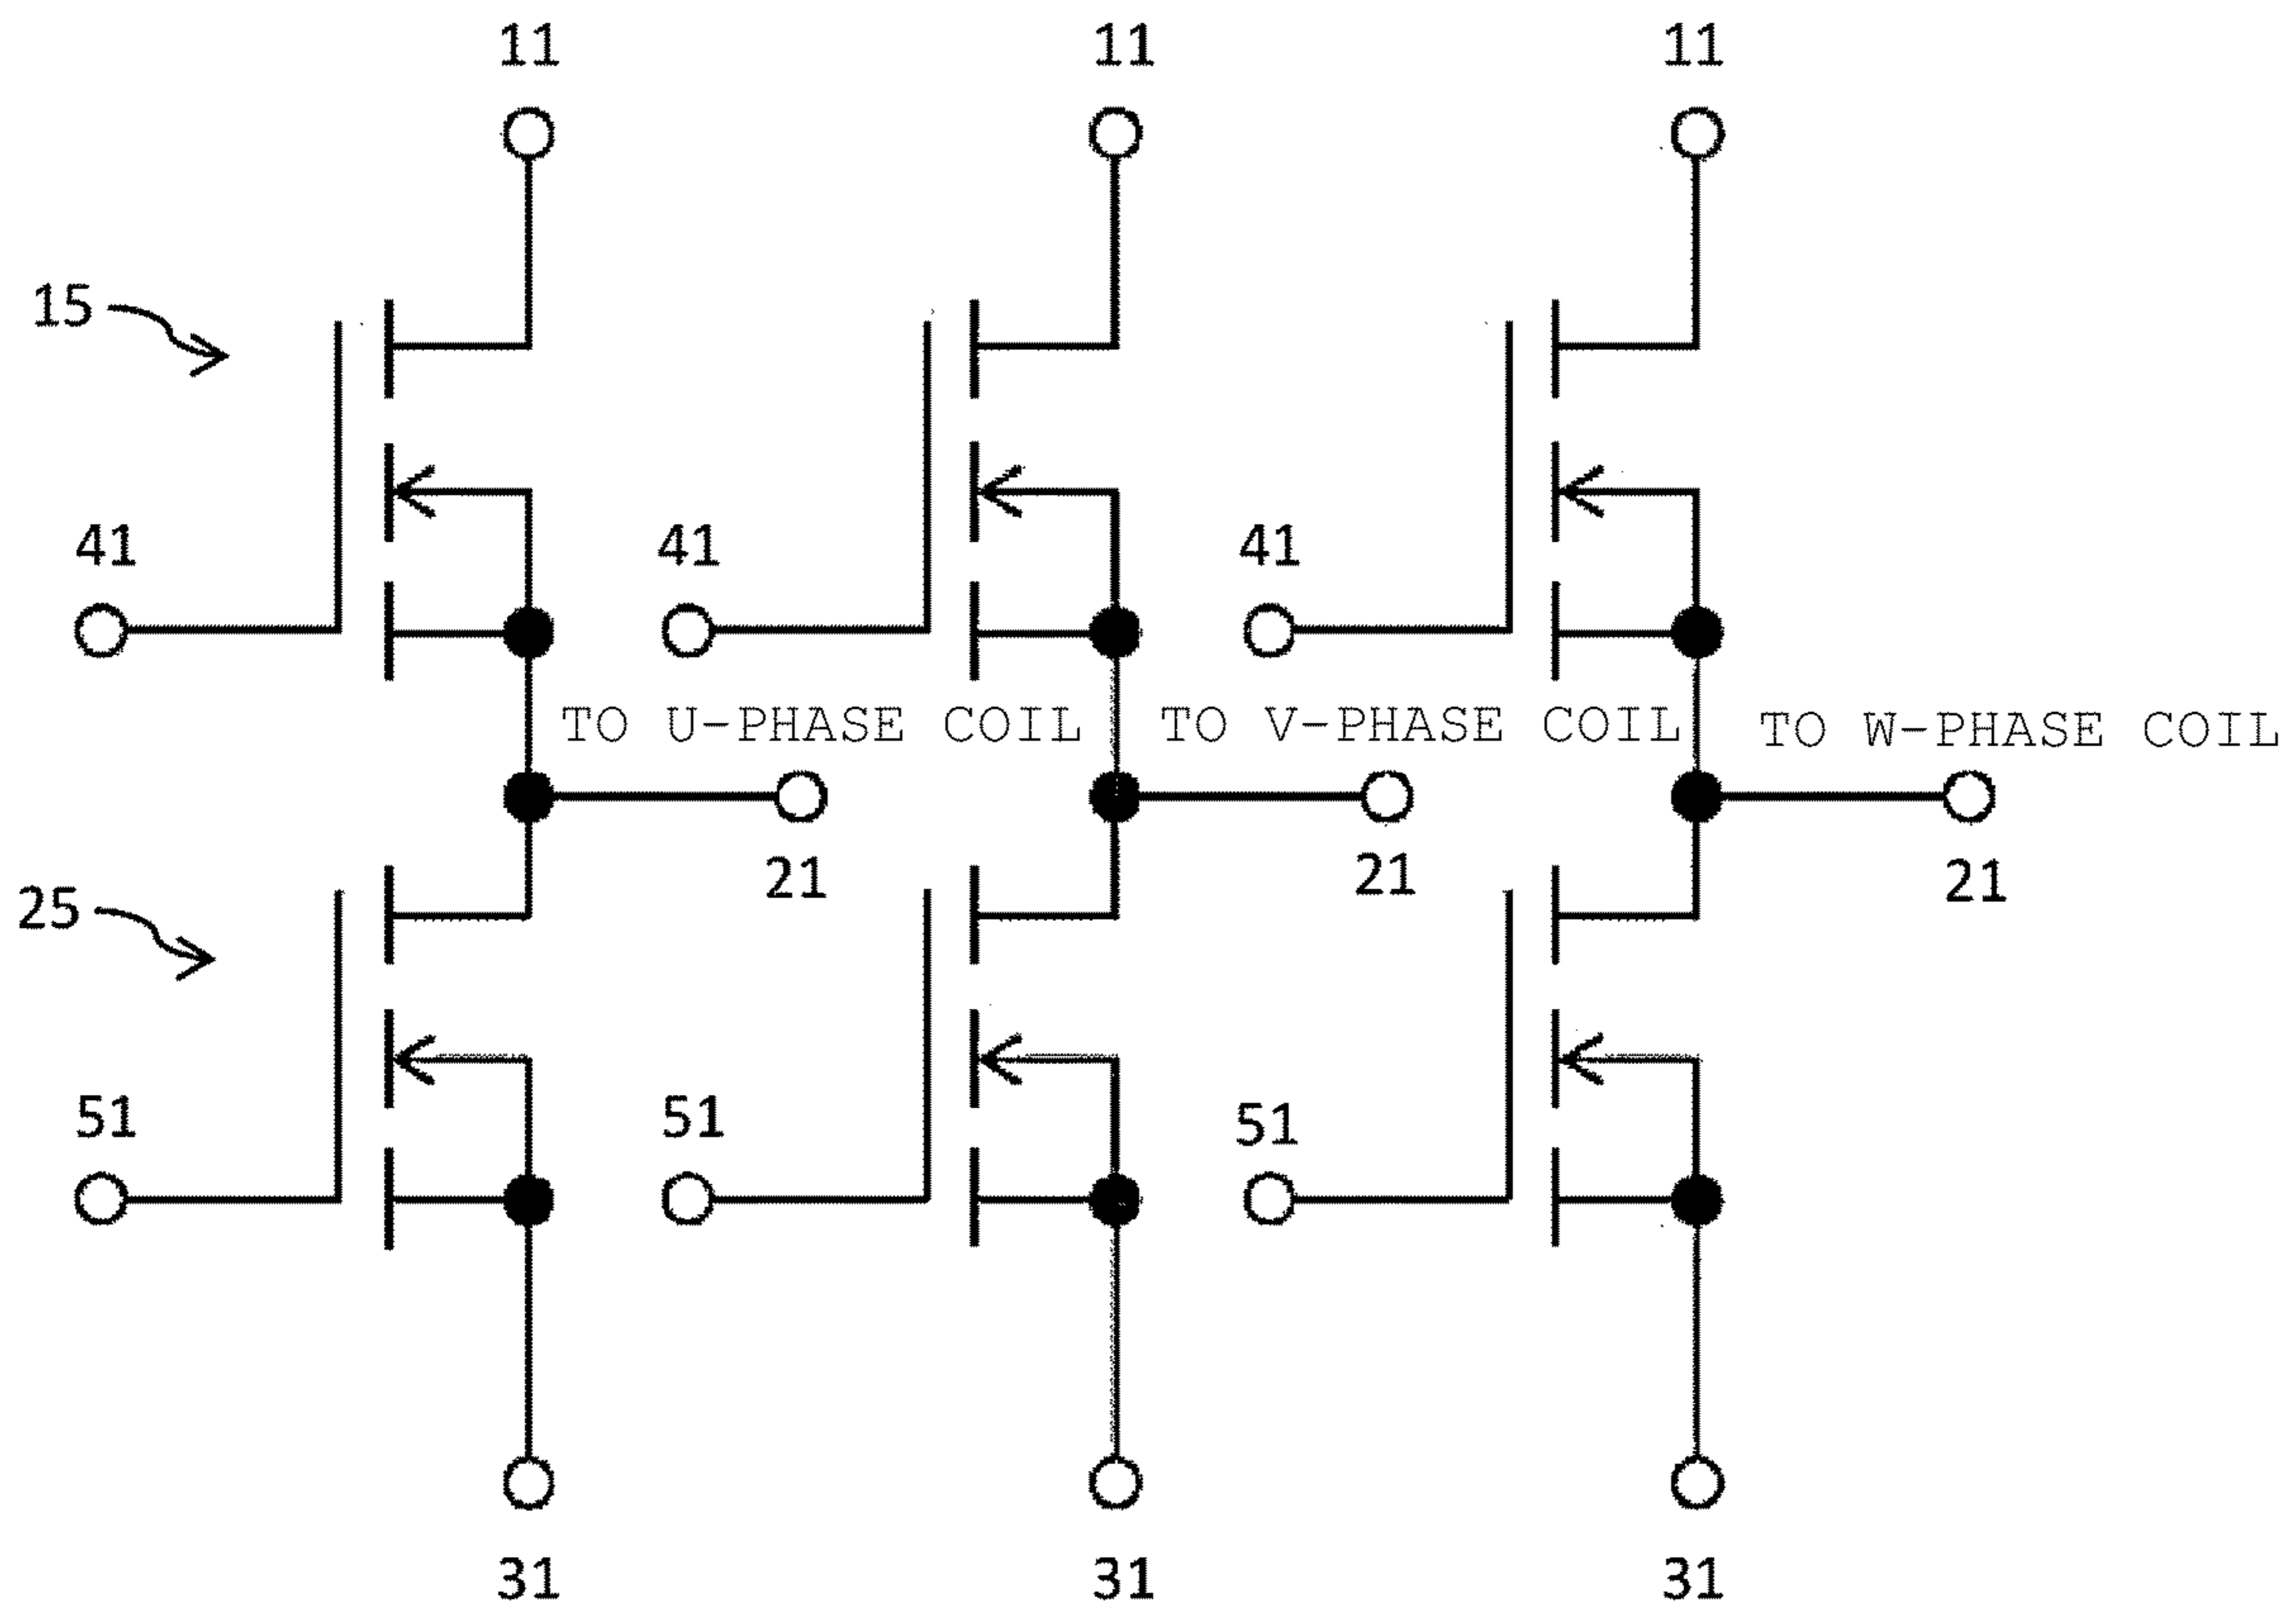 11 11 11
15
41 41 41
TO U-PHASE COIL TO V-PHASE COIL TO W-PHASE COIL
21 21 21
25
51 51 51
31 31 31